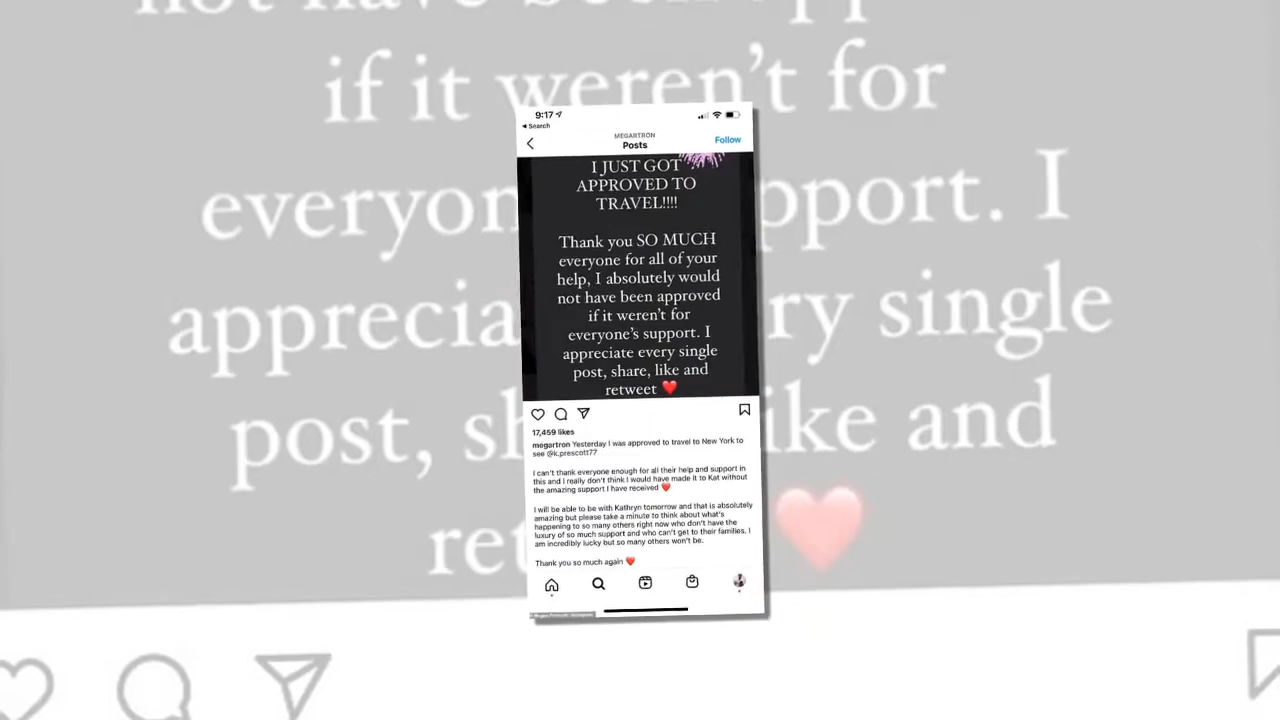 not have been app
if it weren't for
everyon
pport. I
apprecia
ry single
post, sh
ike and
ret
9:17
Search
MEGARTRON
Posts
Follow
I JUST GOT
APPROVED TO
TRAVEL!!!!
Thank you SO MUCH
everyone for all of your
help, I absolutely would
not have been approved
if it weren't for
everyone's support. I
appreciate every single
post, share, like and
retweet ❤️
17,459 likes
megartron Yesterday I was approved to travel to New York to
see @k.prescott77
I can't thank everyone enough for all their help and support in
this and I really don't think I would have made it to Kat without
the amazing support I have received ❤️
I will be able to be with Kathryn tomorrow and that is absolutely
amazing but please take a minute to think about what's
happening to so many others right now who don't have the
luxury of so much support and who can't get to their families. I
am incredibly lucky but so many others won't be.
Thank you so much again ❤️